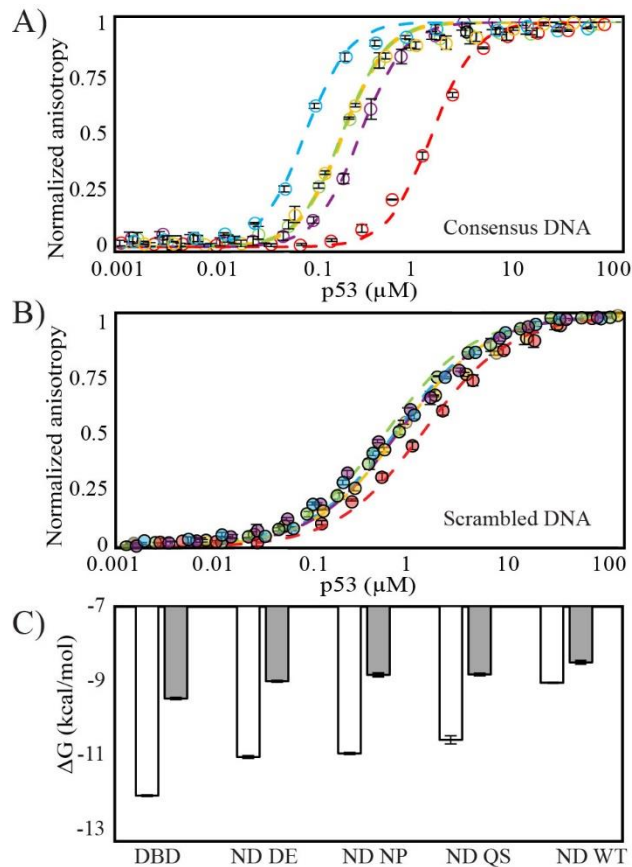 A)
Normalized anisotropy
1
0.75
0.5
0.25
0
Consensus DNA
0.001 0.01 0.1 1 10 100
p53 (µM)
B)
Normalized anisotropy
1
0.75
0.5
0.25
0
Scrambled DNA
0.001 0.01 0.1 1 10 100
p53 (µM)
C)
ΔG (kcal/mol)
-7
-9
-11
-13
DBD ND DE ND NP ND QS ND WT